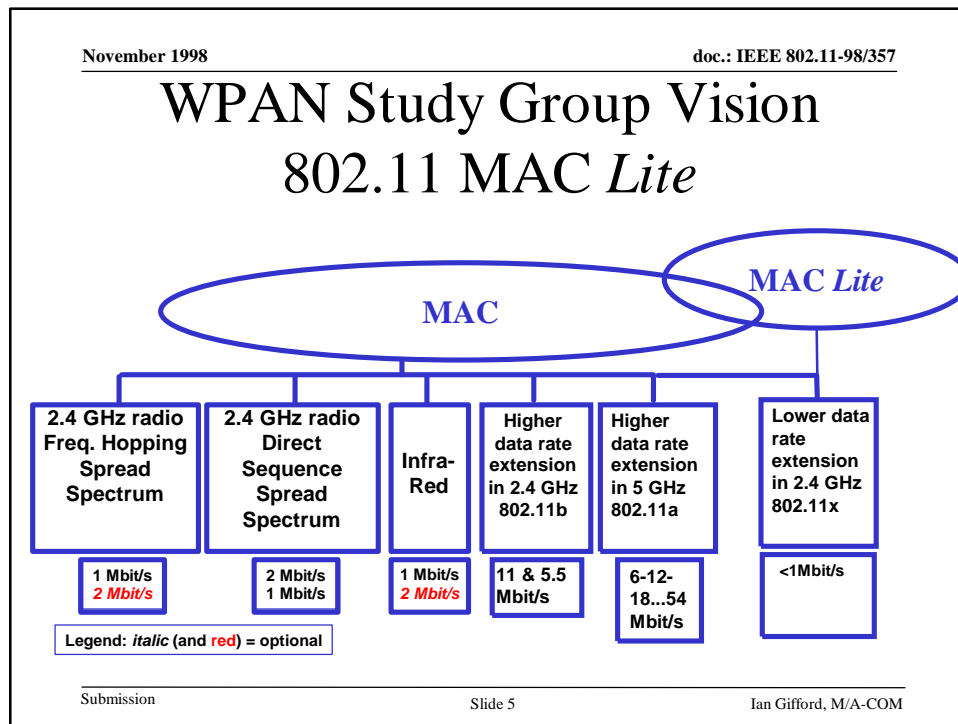 November 1998
doc.: IEEE 802.11-98/357
WPAN Study Group Vision
802.11 MAC Lite
MAC
MAC Lite
2.4 GHz radio
Freq. Hopping
Spread
Spectrum
2.4 GHz radio
Direct
Sequence
Spread
Spectrum
Infra-
Red
Higher
data rate
extension
in 2.4 GHz
802.11b
Higher
data rate
extension
in 5 GHz
802.11a
Lower data
rate
extension
in 2.4 GHz
802.11x
1 Mbit/s
2 Mbit/s
2 Mbit/s
1 Mbit/s
1 Mbit/s
2 Mbit/s
11 & 5.5
Mbit/s
6-12-
18...54
Mbit/s
<1Mbit/s
Legend: italic (and red) = optional
Submission
Slide 5
Ian Gifford, M/A-COM